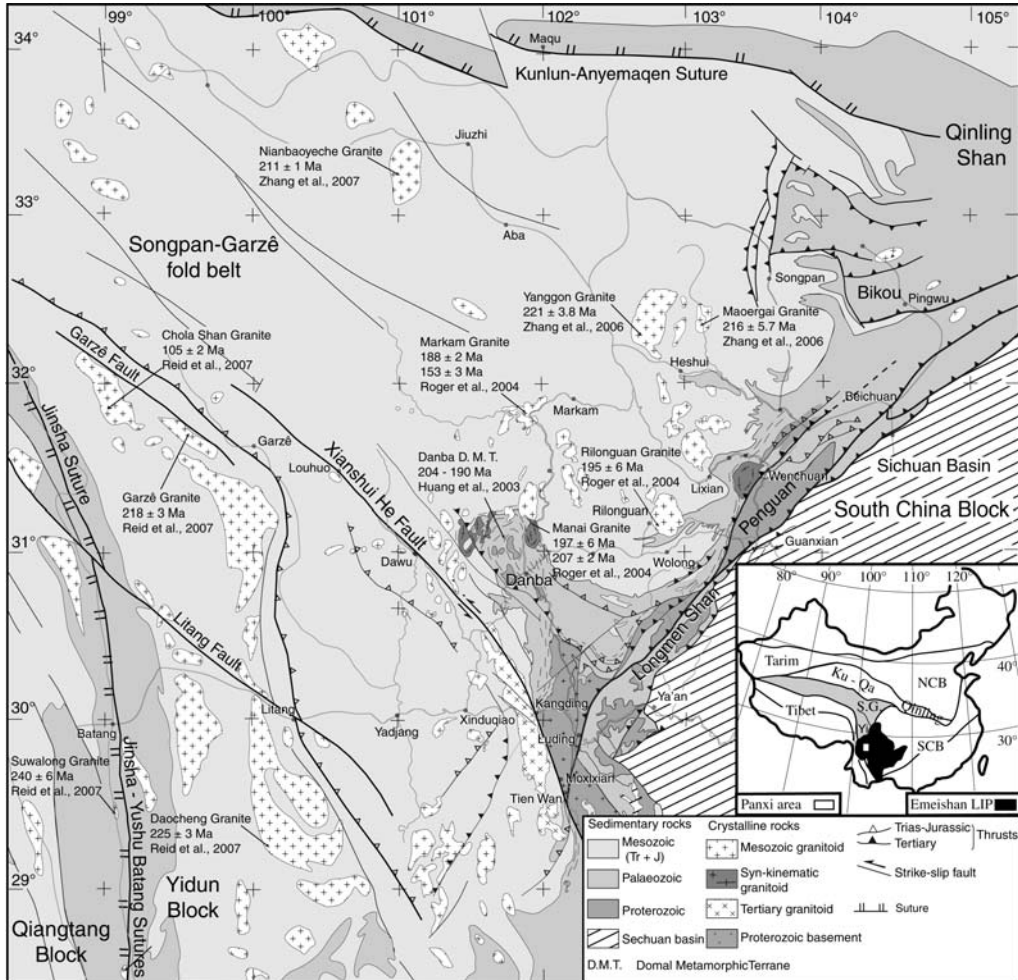 99°
100°
101°
102°
103°
104°
105°
34°
33°
32°
31°
30°
29°
Maqu
Kunlun-Anyemaqen Suture
Qinling
Shan
Jiuzhi
Nianbaoyeche Granite
211 ± 1 Ma
Zhang et al., 2007
Aba
Songpan-Garzê
fold belt
Songpan
Bikou
Pingwu
Yanggon Granite
221 ± 3.8 Ma
Zhang et al., 2006
Maoergai Granite
216 ± 5.7 Ma
Zhang et al., 2006
Chola Shan Granite
105 ± 2 Ma
Reid et al., 2007
Garzê Fault
Markam Granite
188 ± 2 Ma
153 ± 3 Ma
Roger et al., 2004
Heshui
Markam
Beichuan
Jinsha Suture
Garzê
Louhuo
Xianshui He Fault
Danba D. M. T.
204 - 190 Ma
Huang et al., 2003
Rilonguan Granite
195 ± 6 Ma
Roger et al., 2004
Rilonguan
Lixian
Wenchuan
Penguan
Sichuan Basin
South China Block
Garzê Granite
218 ± 3 Ma
Reid et al., 2007
Manai Granite
197 ± 6 Ma
207 ± 2 Ma
Roger et al., 2004
Guanxian
Wolong
Dawu
Danba
Longmen Shan
Litang Fault
Litang
Kangding
Ya'an
Batang
Yadjang
Xinduqiao
Luding
Moxixian
Tien Wan
Suwalong Granite
240 ± 6 Ma
Reid et al., 2007
Jinsha - Yushu Batang Sutures
Daocheng Granite
225 ± 3 Ma
Reid et al., 2007
Yidun
Block
Qiangtang
Block
80°
90°
100°
110°
120°
40°
30°
Tarim
Ku - Qa
NCB
Tibet
S.G.
Qinling
Yi
SCB
Panxi area
Emeishan LIP
Sedimentary rocks
Mesozoic
(Tr + J)
Palaeozoic
Proterozoic
Sechuan basin
D.M.T. Domal MetamorphicTerrane
Crystalline rocks
Mesozoic granitoid
Syn-kinematic
granitoid
Tertiary granitoid
Proterozoic basement
Trias-Jurassic
Tertiary
Thrusts
Strike-slip fault
Suture